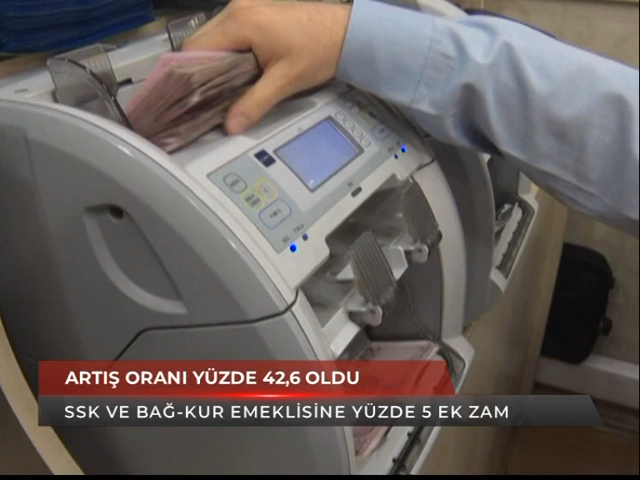 ARTIŞ ORANI YÜZDE 42,6 OLDU
SSK VE BAĞ-KUR EMEKLİSİNE YÜZDE 5 EK ZAM